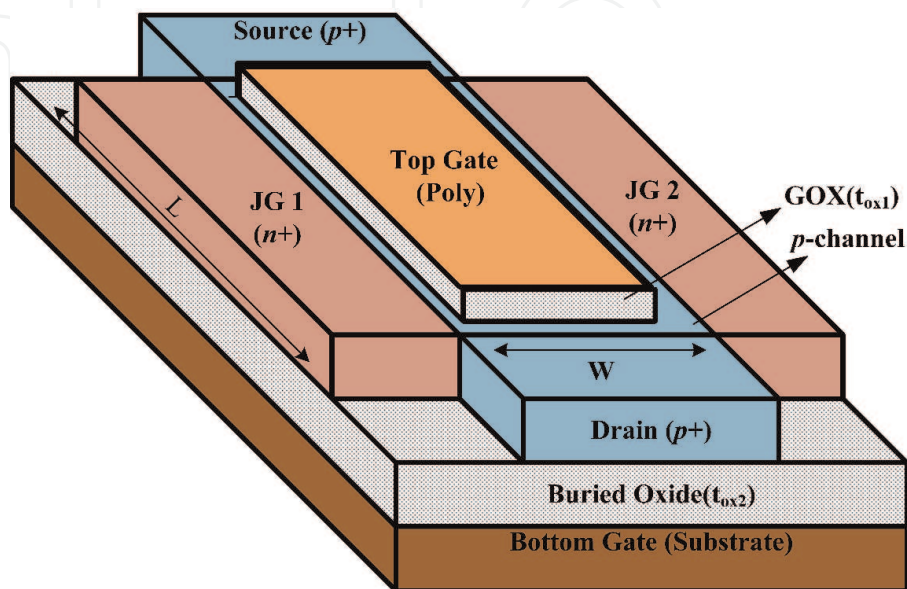 Source (p+)
Top Gate
(Poly)
JG 1
(n+)
JG 2
(n+)
GOX(tox1)
p-channel
L
W
Drain (p+)
Buried Oxide(tox2)
Bottom Gate (Substrate)